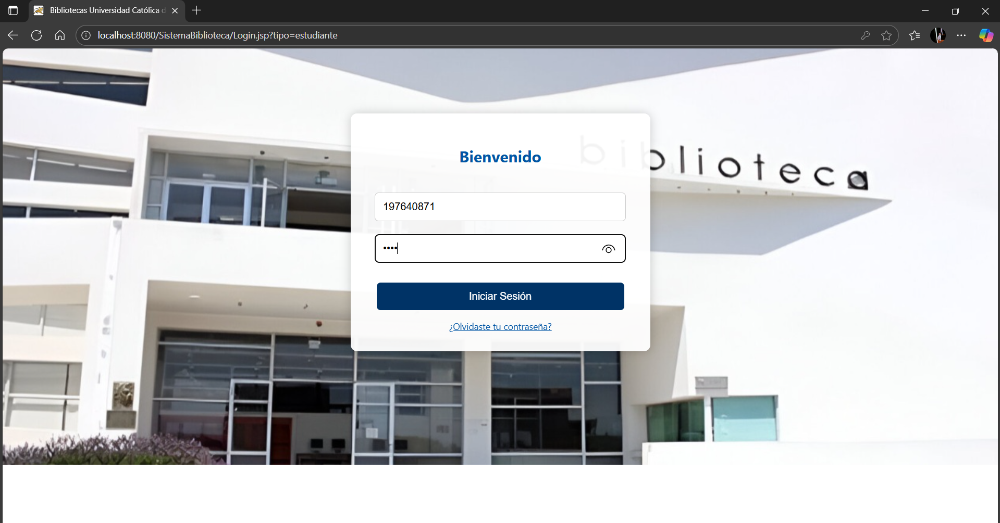 Bibliotecas Universidad Católica d
localhost:8080/SistemaBiblioteca/Login.jsp?tipo=estudiante
biblioteca
Bienvenido
197640871
••••
Iniciar Sesión
¿Olvidaste tu contraseña?